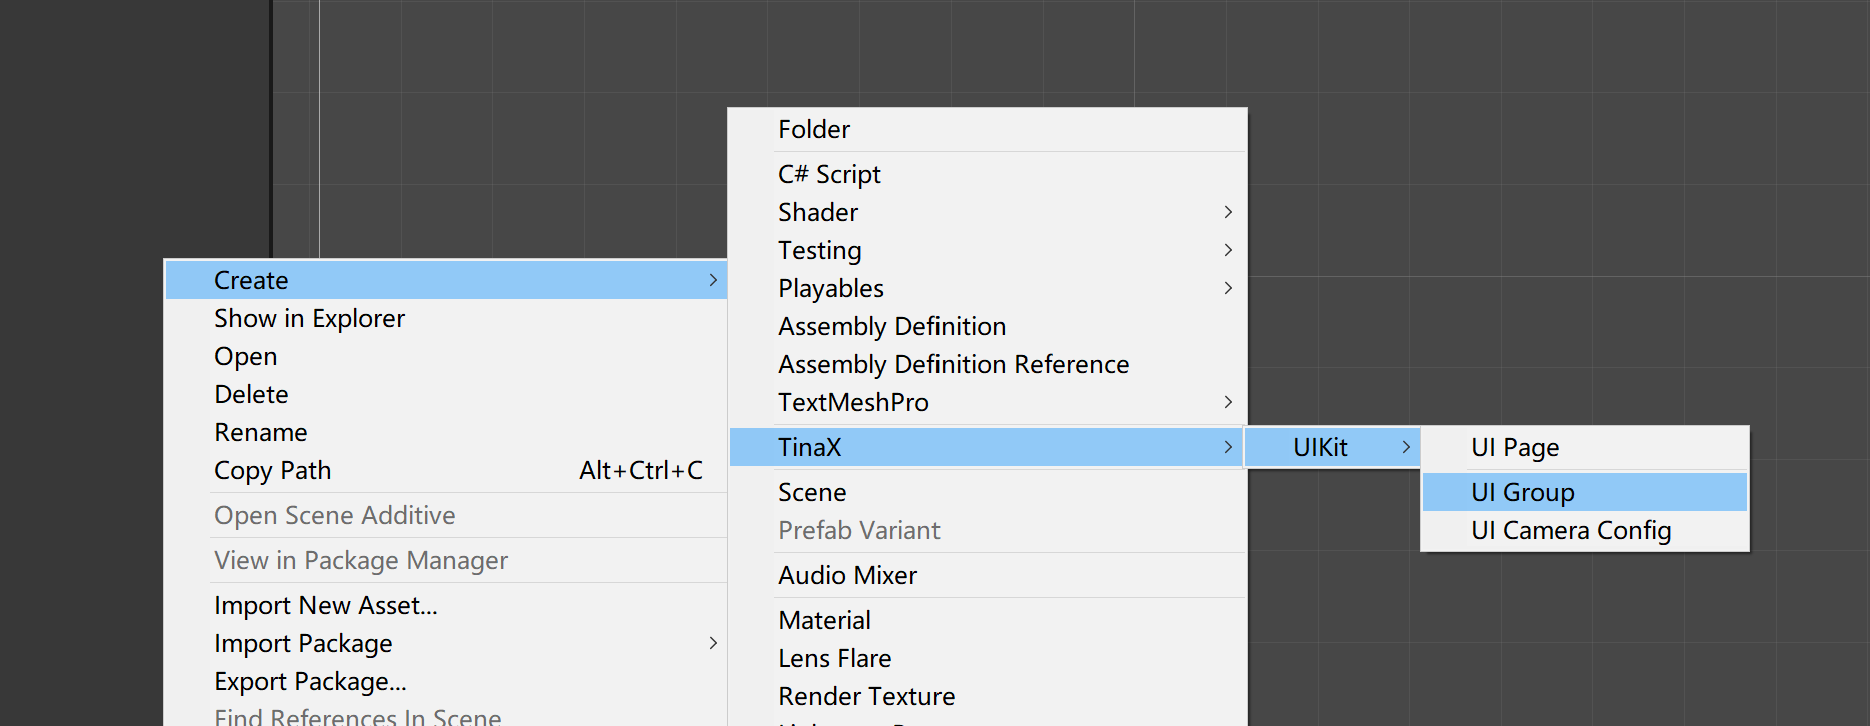 Create
Show in Explorer
Open
Delete
Rename
Copy Path Alt+Ctrl+C
Open Scene Additive
View in Package Manager
Import New Asset...
Import Package
Export Package...
Find References In Scene
Folder
C# Script
Shader
Testing
Playables
Assembly Definition
Assembly Definition Reference
TextMeshPro
TinaX
Scene
Prefab Variant
Audio Mixer
Material
Lens Flare
Render Texture
UIKit
UI Page
UI Group
UI Camera Config